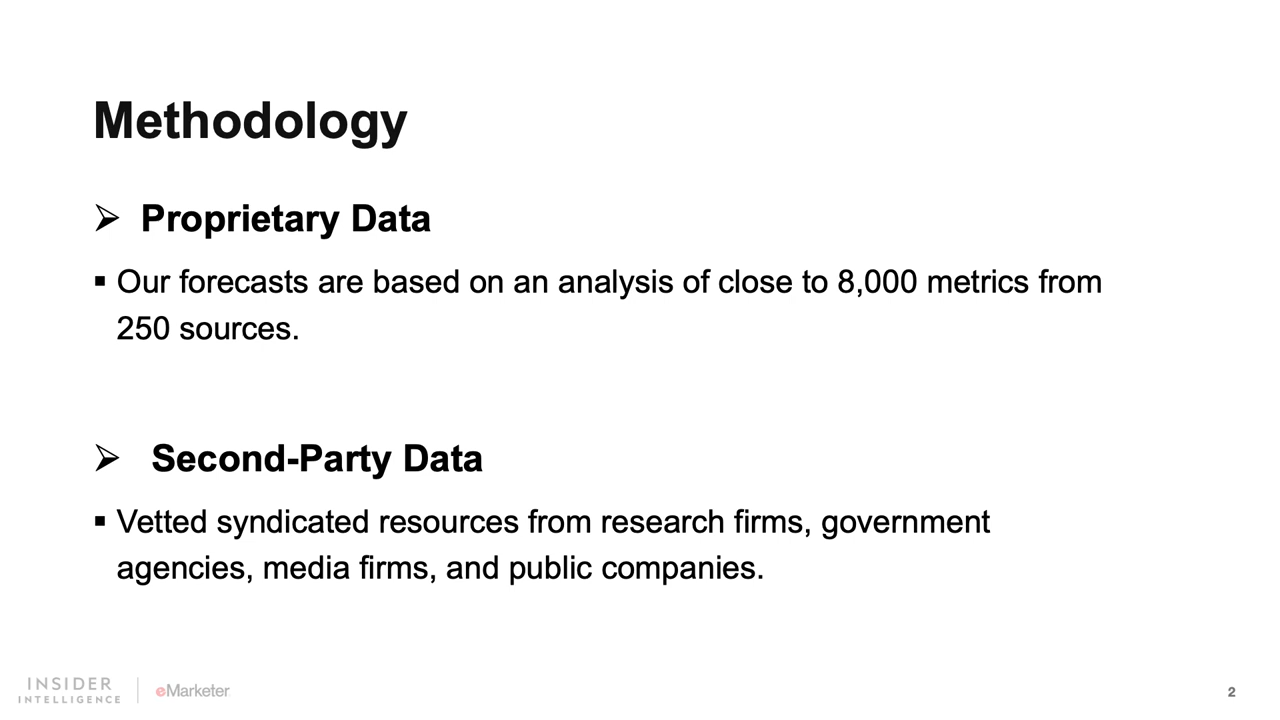 Methodology
➢ Proprietary Data
▪ Our forecasts are based on an analysis of close to 8,000 metrics from
250 sources.
➢ Second-Party Data
▪ Vetted syndicated resources from research firms, government
agencies, media firms, and public companies.
INSIDER
INTELLIGENCE
eMarketer
2